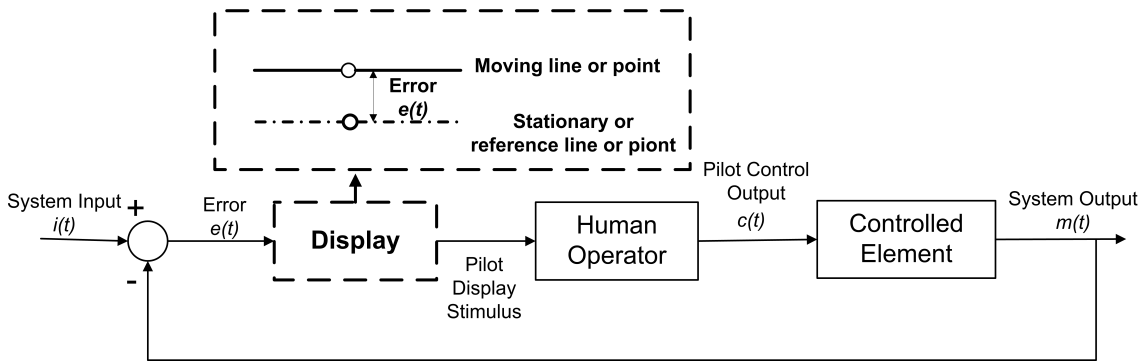 Moving line or point
Error
e(t)
Stationary or
reference line or piont
System Input
i(t)
+
-
Error
e(t)
Display
Pilot
Display
Stimulus
Human
Operator
Pilot Control
Output
c(t)
Controlled
Element
System Output
m(t)